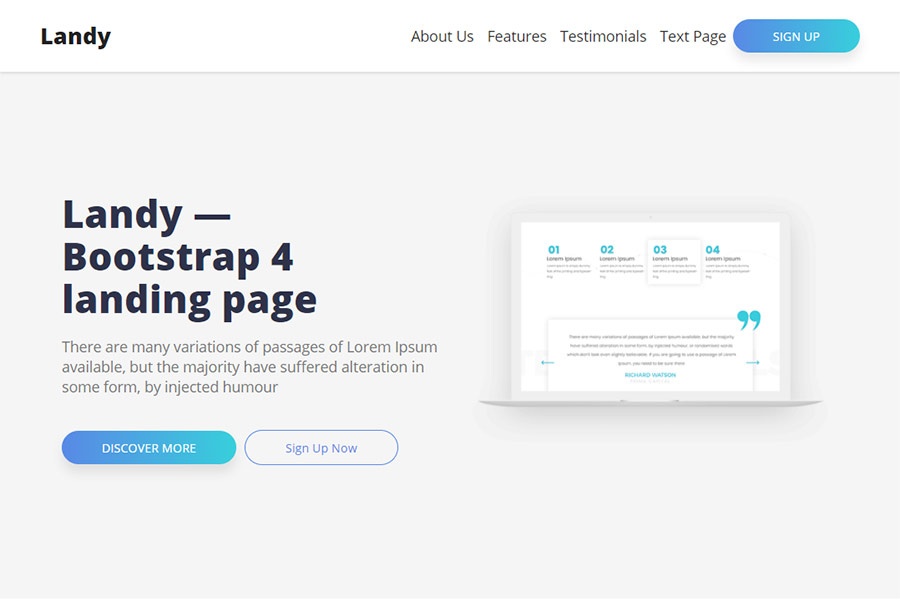 Landy
About Us Features Testimonials Text Page SIGN UP
Landy —
Bootstrap 4
landing page
There are many variations of passages of Lorem Ipsum
available, but the majority have suffered alteration in
some form, by injected humour
DISCOVER MORE Sign Up Now
01 02 03 04
Lorem Ipsum Lorem Ipsum Lorem Ipsum Lorem Ipsum
There are many variations of passages of Lorem Ipsum available, but the majority
have suffered alteration in some form, by injected humour, or randomised words
which don't look even slightly believable. If you are going to use a passage of Lorem
Ipsum, you need to be sure there
RICHARD WATSON